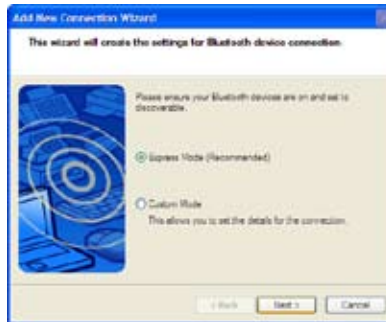 Add New Connection Wizard
This wizard will create the settings for Bluetooth device connection.
Please ensure your Bluetooth devices are on and set to
discoverable.
Express Mode (Recommended)
Custom Mode
This allows you to set the details for the connection.
< Back
Next >
Cancel